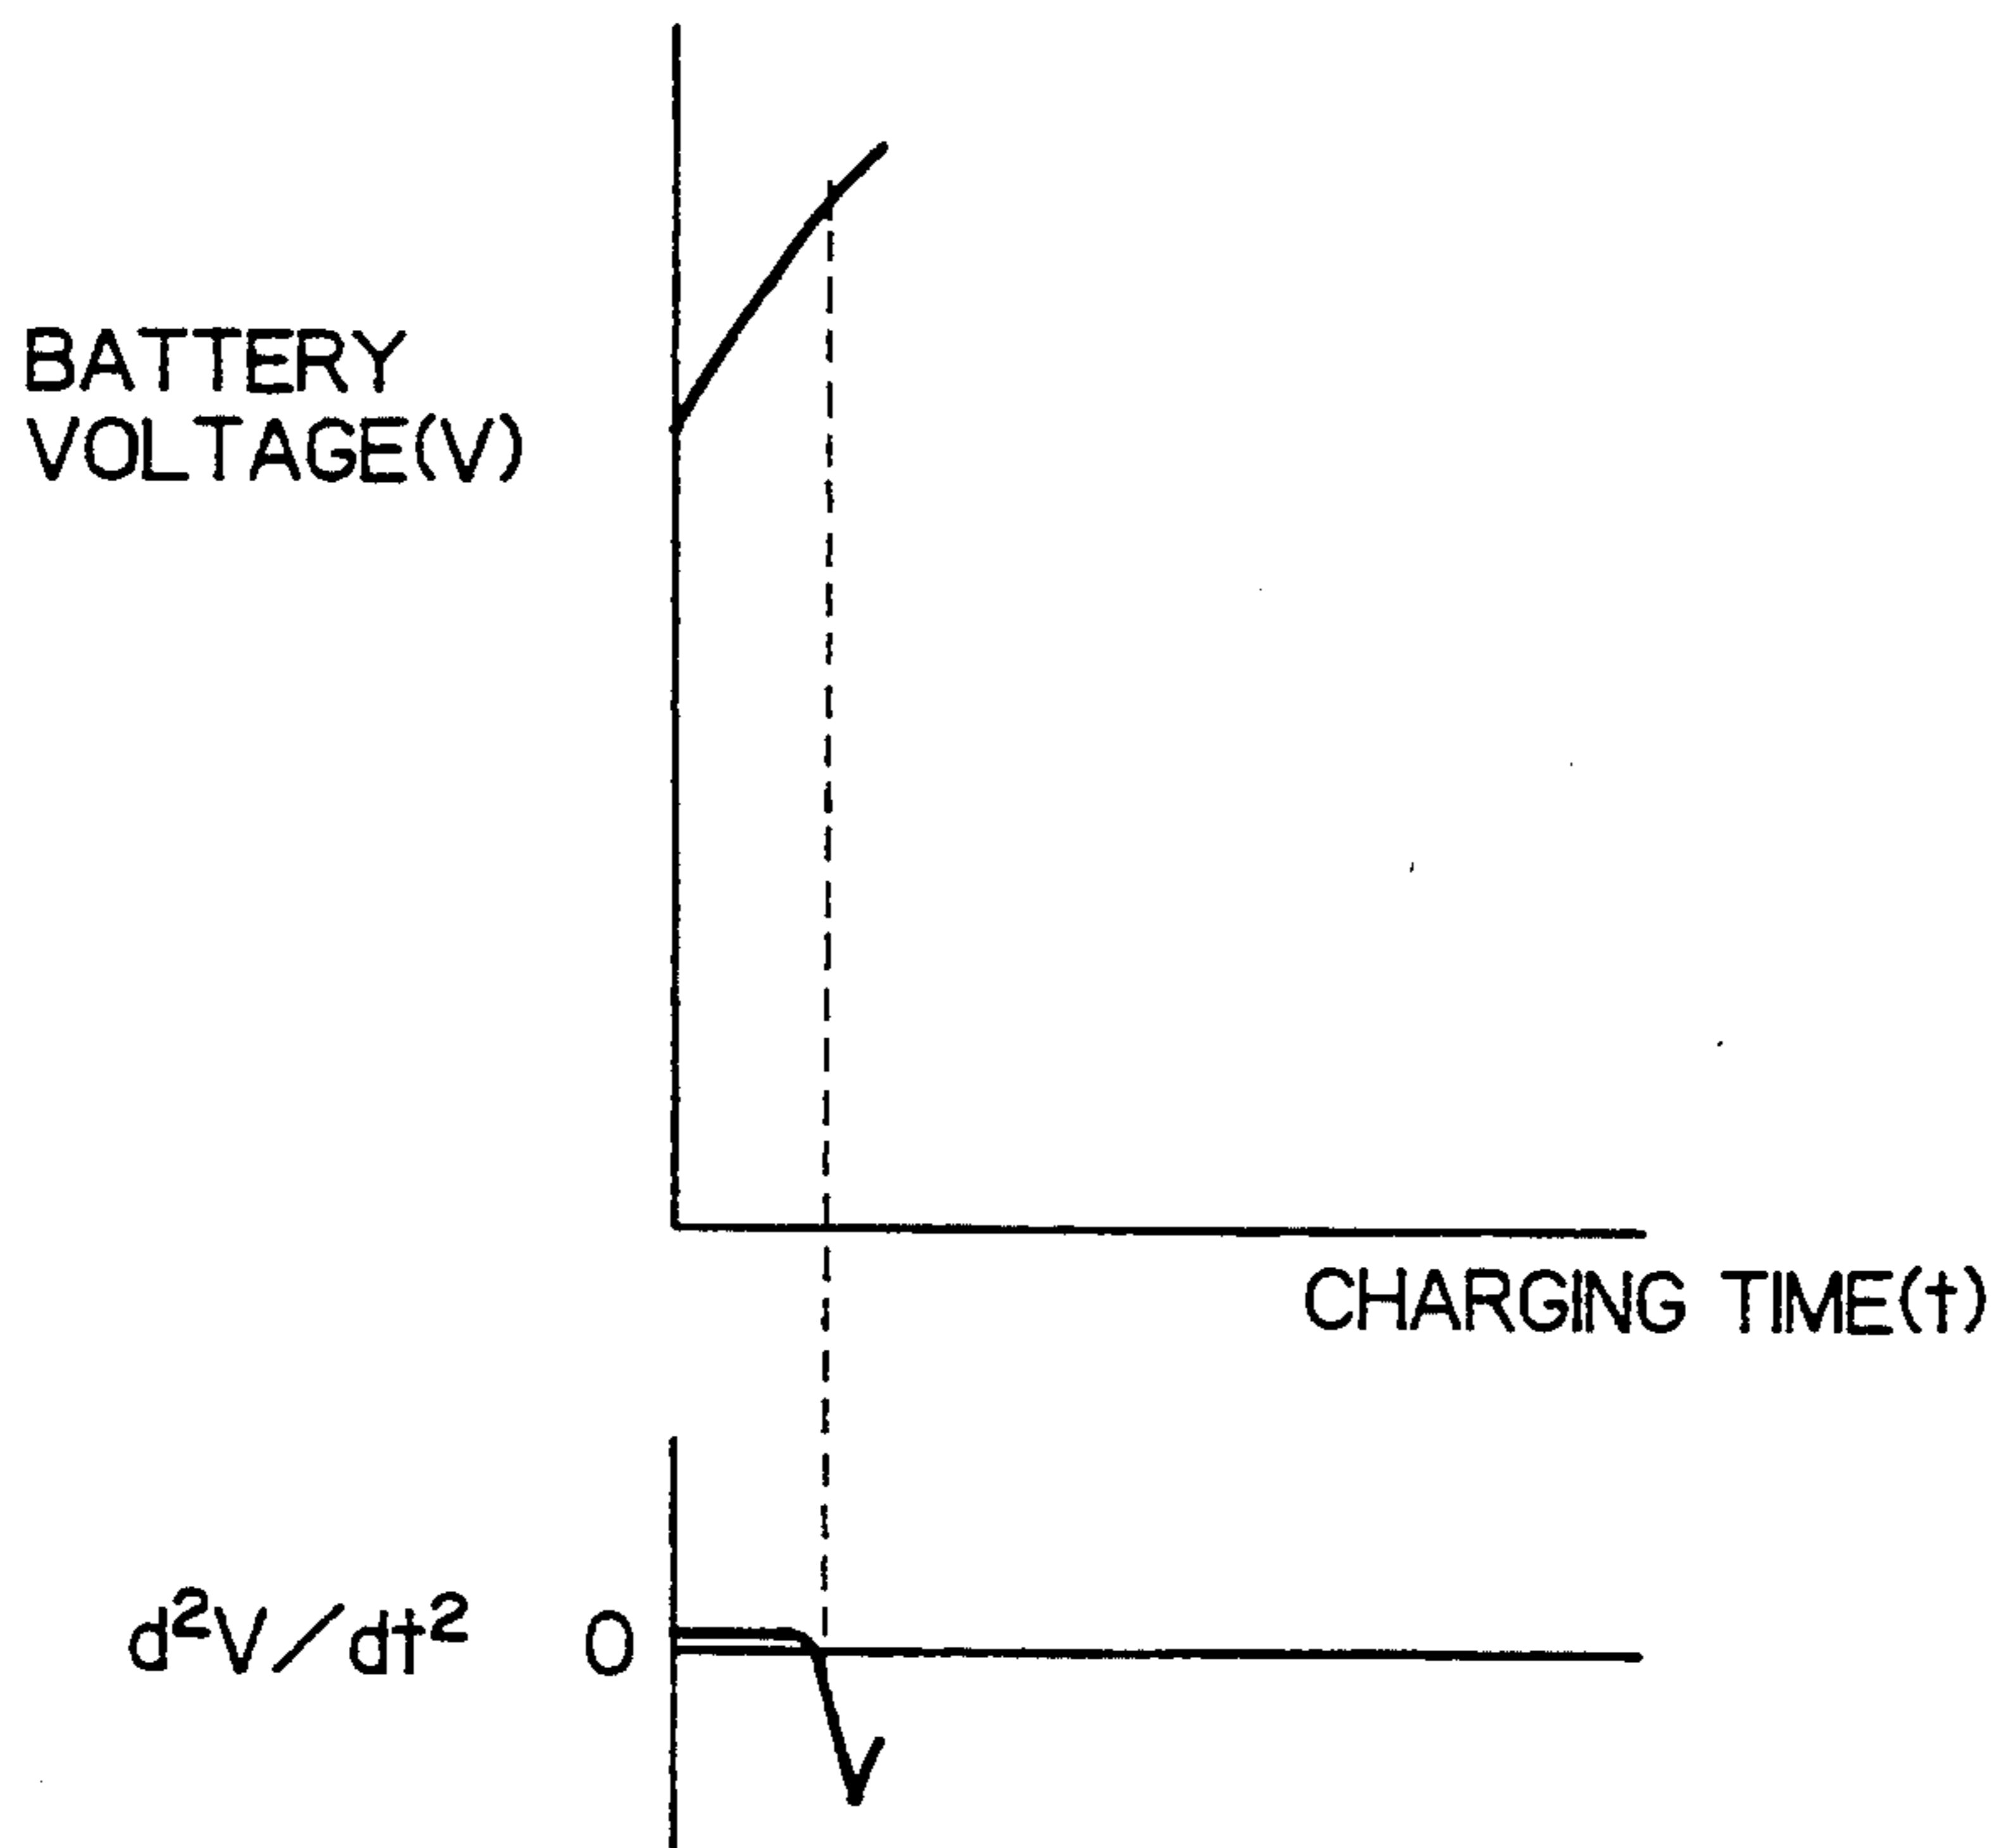 BATTERY
VOLTAGE(V)
CHARGING TIME(t)
d²V/dt² 0